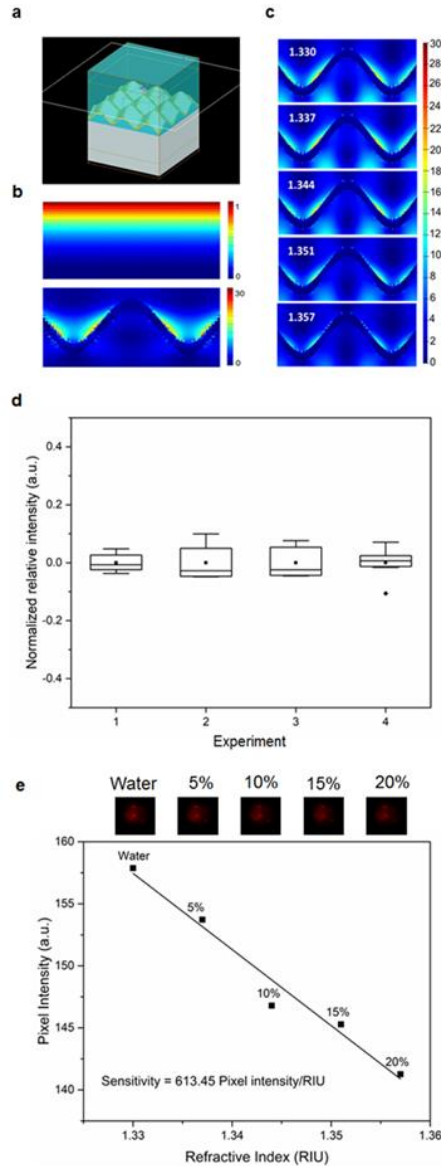 a
c
b
1
0
30
0
1.330
1.337
1.344
1.351
1.357
30
28
26
24
22
20
18
16
14
12
10
8
6
4
2
0
d
Normalized relative intensity (a.u.)
0.4
0.2
0.0
-0.2
-0.4
1 2 3 4
Experiment
e
Water 5% 10% 15% 20%
Pixel Intensity (a.u.)
160
155
150
145
140
Water
5%
10%
15%
20%
Sensitivity = 613.45 Pixel intensity/RIU
1.33 1.34 1.35 1.36
Refractive Index (RIU)